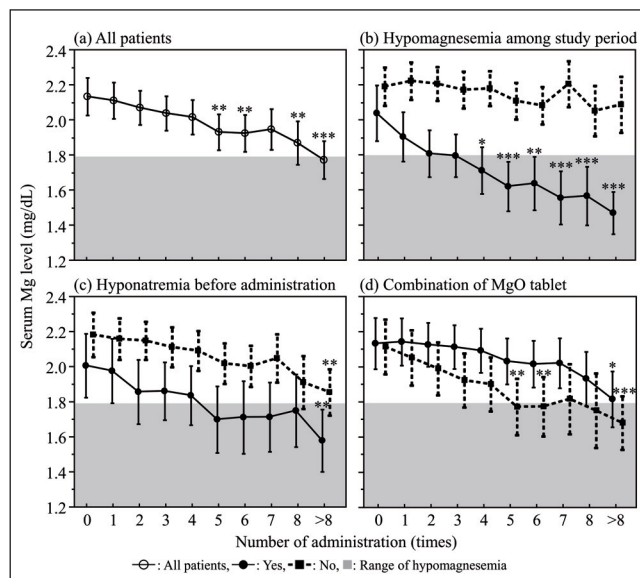 (a) All patients
(b) Hypomagnesemia among study period
2.4
2.2
2.0
1.8
1.6
1.4
1.2
** ** ** ***
* *** ** *** *** ***
Serum Mg level (mg/dL)
(c) Hyponatremia before administration
(d) Combination of MgO tablet
2.4
2.2
2.0
1.8
1.6
1.4
1.2
** **
** ** * ***
0 1 2 3 4 5 6 7 8 >8
0 1 2 3 4 5 6 7 8 >8
Number of administration (times)
: All patients, : Yes, : No, : Range of hypomagnesemia